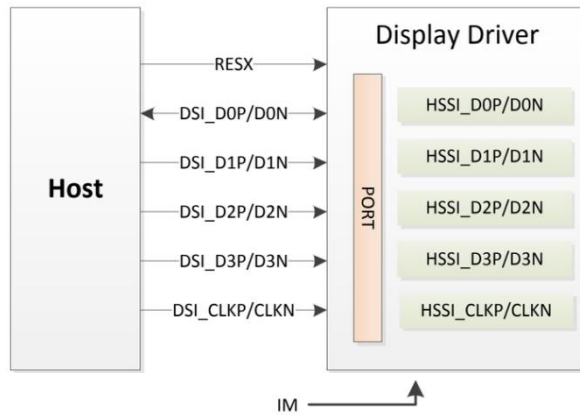 Display Driver
RESX
DSI_D0P/D0N
HSSI_D0P/D0N
DSI_D1P/D1N
HSSI_D1P/D1N
Host
PORT
DSI_D2P/D2N
HSSI_D2P/D2N
DSI_D3P/D3N
HSSI_D3P/D3N
DSI_CLKP/CLKN
HSSI_CLKP/CLKN
IM